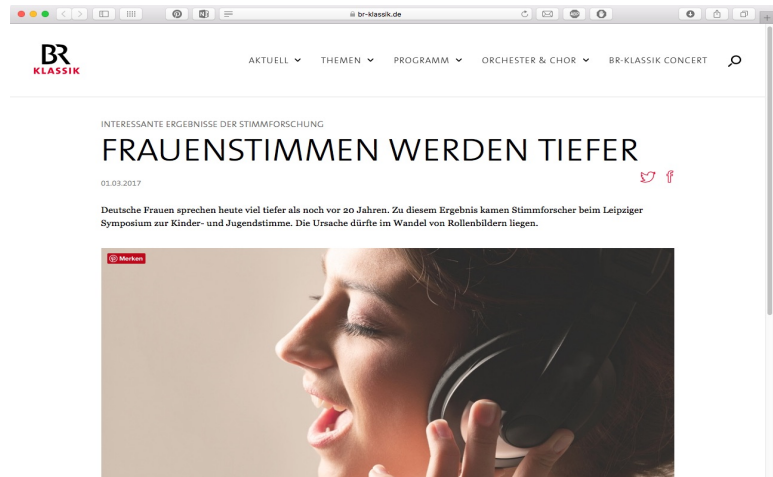 br-klassik.de
BR
KLASSIK
AKTUELL THEMEN PROGRAMM ORCHESTER & CHOR BR-KLASSIK CONCERT
INTERESSANTE ERGEBNISSE DER STIMMFORSCHUNG
FRAUENSTIMMEN WERDEN TIEFER
01.03.2017
Deutsche Frauen sprechen heute viel tiefer als noch vor 20 Jahren. Zu diesem Ergebnis kamen Stimmforscher beim Leipziger
Symposium zur Kinder- und Jugendstimme. Die Ursache dürfte im Wandel von Rollenbildern liegen.
Merken